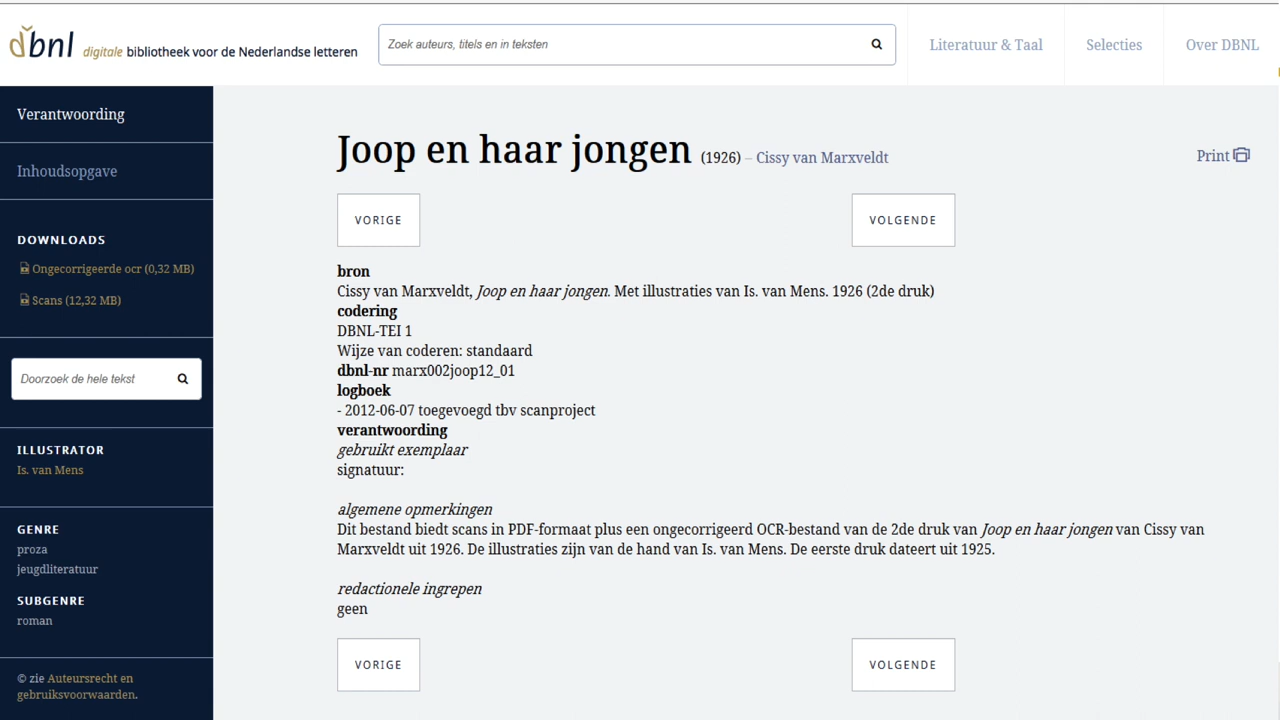 dbnl digitale bibliotheek voor de Nederlandse letteren
Zoek auteurs, titels en in teksten
Literatuur & Taal
Selecties
Over DBNL
Verantwoording
Inhoudsopgave
DOWNLOADS
Ongecorrigeerde ocr (0,32 MB)
Scans (12,32 MB)
Doorzoek de hele tekst
ILLUSTRATOR
Is. van Mens
GENRE
proza
jeugdliteratuur
SUBGENRE
roman
© zie Auteursrecht en
gebruiksvoorwaarden.
Joop en haar jongen (1926) – Cissy van Marxveldt
Print
VORIGE
VOLGENDE
bron
Cissy van Marxveldt, Joop en haar jongen. Met illustraties van Is. van Mens. 1926 (2de druk)
codering
DBNL-TEI 1
Wijze van coderen: standaard
dbnl-nr marx002joop12_01
logboek
- 2012-06-07 toegevoegd tbv scanproject
verantwoording
gebruikt exemplaar
signatuur:
algemene opmerkingen
Dit bestand biedt scans in PDF-formaat plus een ongecorrigeerd OCR-bestand van de 2de druk van Joop en haar jongen van Cissy van
Marxveldt uit 1926. De illustraties zijn van de hand van Is. van Mens. De eerste druk dateert uit 1925.
redactionele ingrepen
geen
VORIGE
VOLGENDE